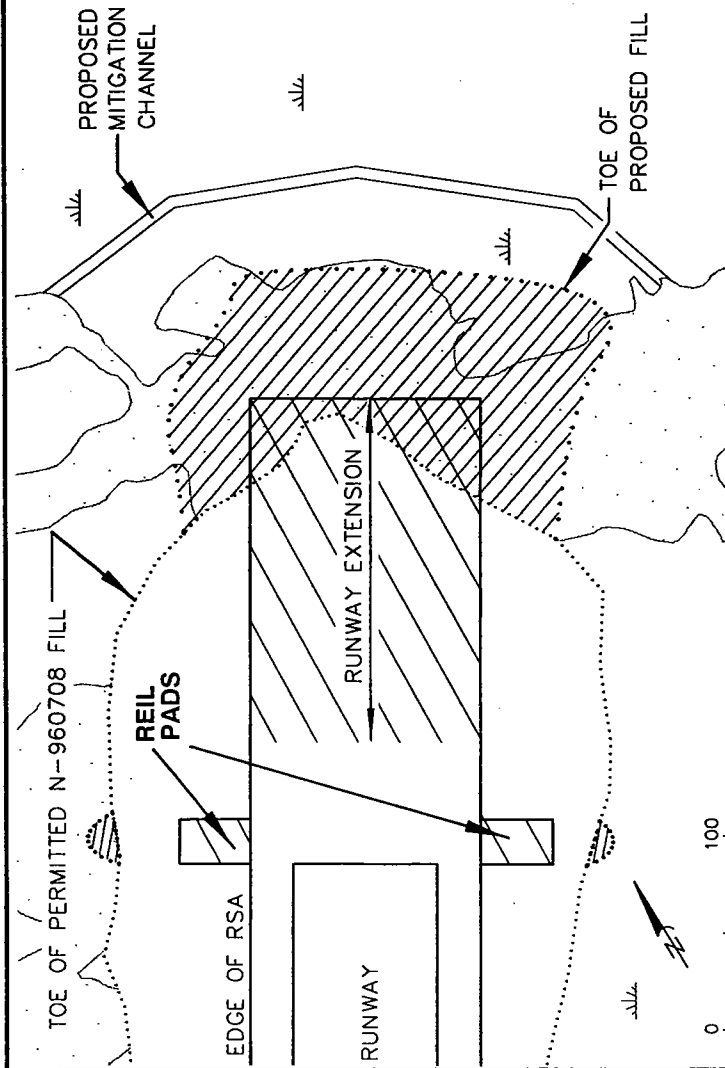 PROPOSED
MITIGATION
CHANNEL
TOE OF
PROPOSED FILL
TOE OF PERMITTED N-960708 FILL
REIL
PADS
RUNWAY EXTENSION
EDGE OF RSA
RUNWAY
N
0
100